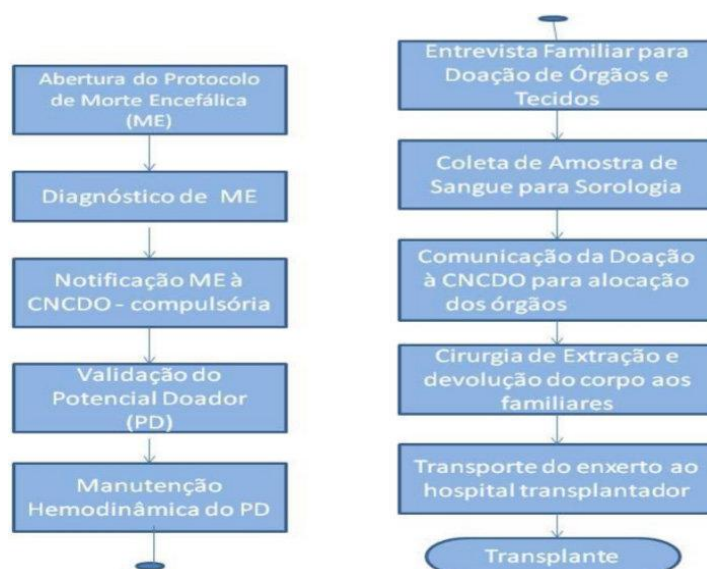 Abertura do Protocolo
de Morte Encefálica
(ME)
Diagnóstico de ME
Notificação ME à
CNCDO - compulsória
Validação do
Potencial Doador
(PD)
Manutenção
Hemodinâmica do PD
Entrevista Familiar para
Doação de Órgãos e
Tecidos
Coleta de Amostra de
Sangue para Sorologia
Comunicação da Doação
à CNCDO para alocação
dos órgãos
Cirurgia de Extração e
devolução do corpo aos
familiares
Transporte do enxerto ao
hospital transplantador
Transplante